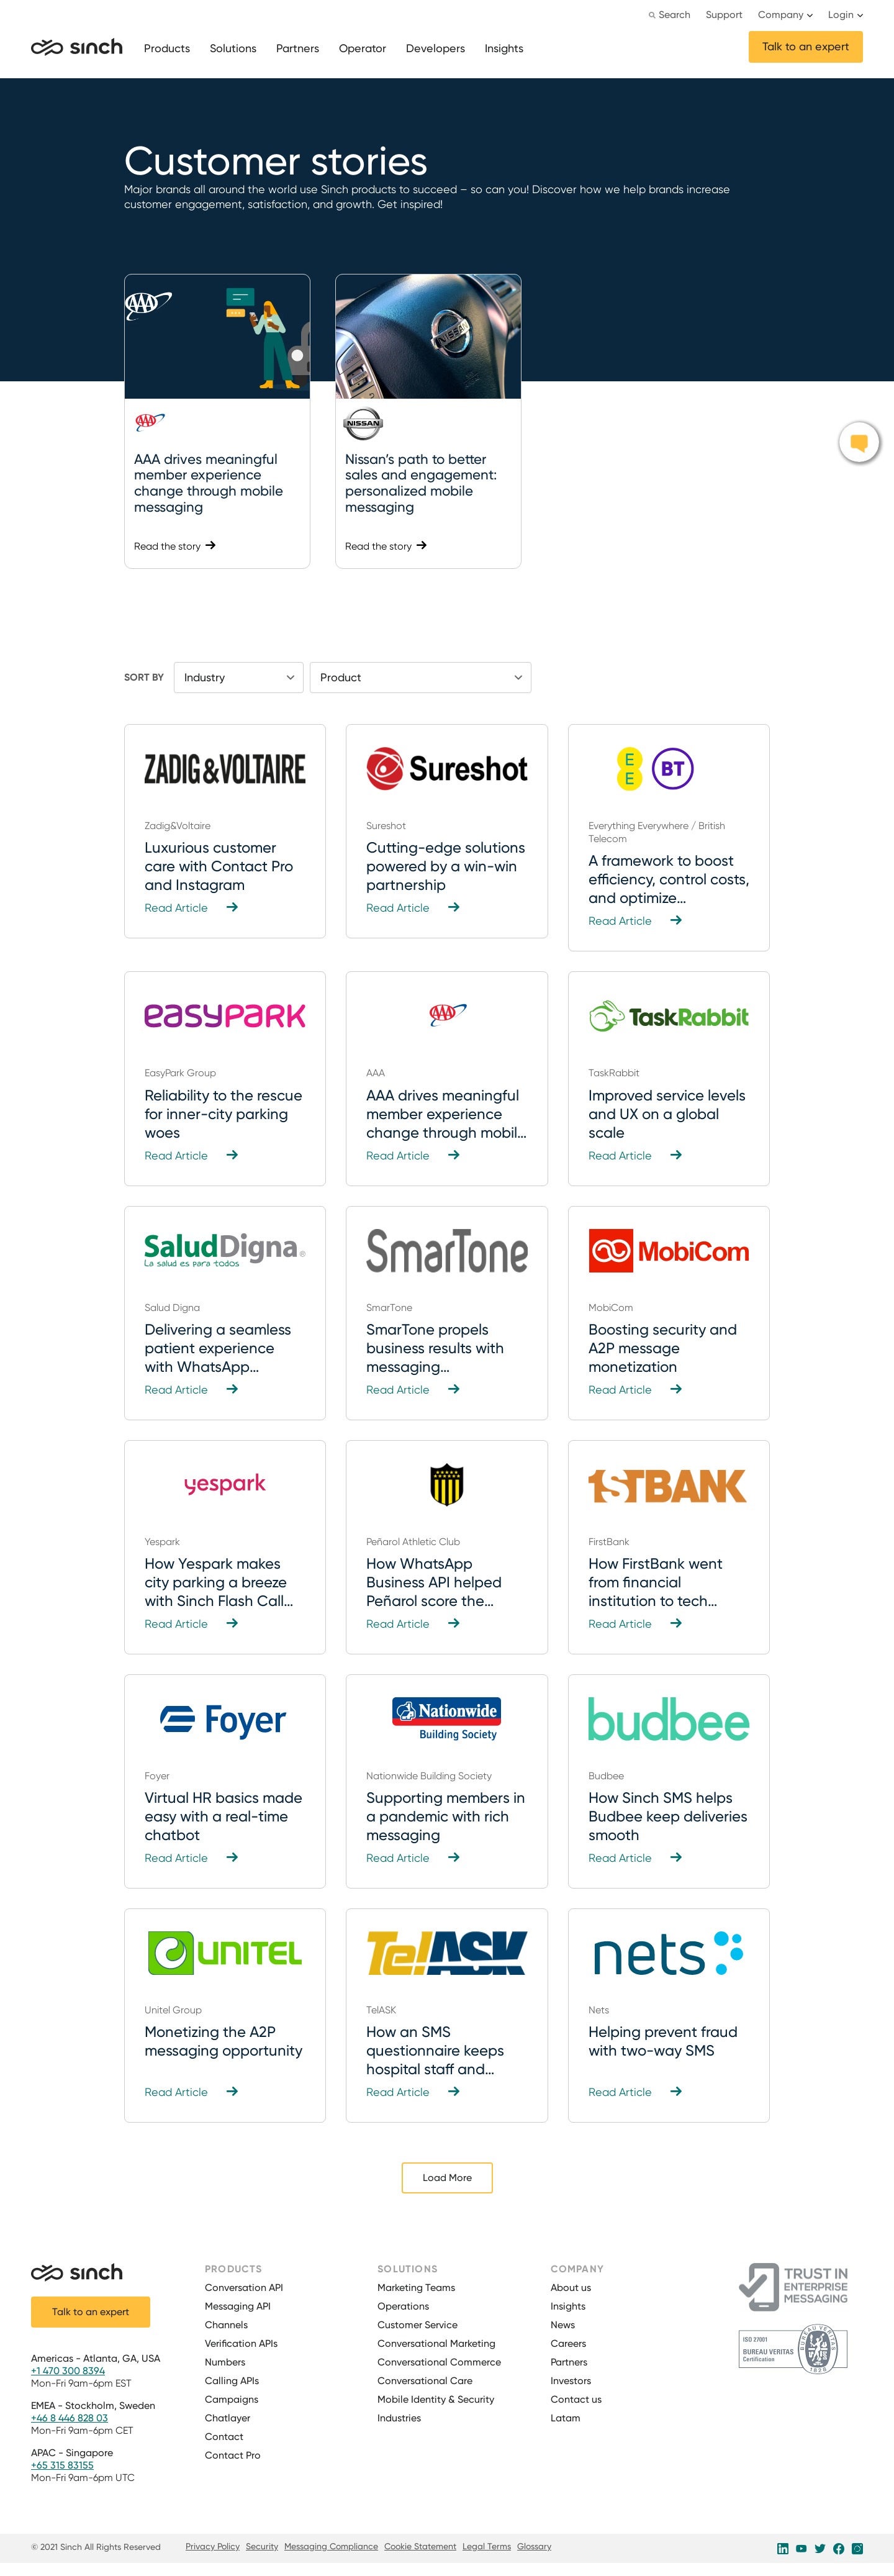 Search Support Company Login
sinch Products Solutions Partners Operator Developers Insights Talk to an expert
Customer stories
Major brands all around the world use Sinch products to succeed – so can you! Discover how we help brands increase
customer engagement, satisfaction, and growth. Get inspired!
AAA
NISSAN
AAA
NISSAN
AAA drives meaningful
member experience
change through mobile
messaging
Read the story
Nissan's path to better
sales and engagement:
personalized mobile
messaging
Read the story
SORT BY Industry Product
ZADIG&VOLTAIRE
Zadig&Voltaire
Luxurious customer
care with Contact Pro
and Instagram
Read Article
Sureshot
Sureshot
Cutting-edge solutions
powered by a win-win
partnership
Read Article
EE BT
Everything Everywhere / British
Telecom
A framework to boost
efficiency, control costs,
and optimize...
Read Article
easypark
EasyPark Group
Reliability to the rescue
for inner-city parking
woes
Read Article
AAA
AAA
AAA drives meaningful
member experience
change through mobil...
Read Article
TaskRabbit
TaskRabbit
Improved service levels
and UX on a global
scale
Read Article
SaludDigna®
La salud es para todos
Salud Digna
Delivering a seamless
patient experience
with WhatsApp...
Read Article
SmarTone
SmarTone
SmarTone propels
business results with
messaging...
Read Article
MobiCom
MobiCom
Boosting security and
A2P message
monetization
Read Article
yespark
Yespark
How Yespark makes
city parking a breeze
with Sinch Flash Call...
Read Article
Peñarol Athletic Club
How WhatsApp
Business API helped
Peñarol score the...
Read Article
1STBANK
FirstBank
How FirstBank went
from financial
institution to tech...
Read Article
Foyer
Foyer
Virtual HR basics made
easy with a real-time
chatbot
Read Article
Nationwide
Building Society
Nationwide Building Society
Supporting members in
a pandemic with rich
messaging
Read Article
budbee
Budbee
How Sinch SMS helps
Budbee keep deliveries
smooth
Read Article
UNITEL
Unitel Group
Monetizing the A2P
messaging opportunity
Read Article
TelASK
TelASK
How an SMS
questionnaire keeps
hospital staff and...
Read Article
nets
Nets
Helping prevent fraud
with two-way SMS
Read Article
Load More
sinch
Talk to an expert
Americas - Atlanta, GA, USA
+1 470 300 8394
Mon-Fri 9am-6pm EST
EMEA - Stockholm, Sweden
+46 8 446 828 03
Mon-Fri 9am-6pm CET
APAC - Singapore
+65 315 83155
Mon-Fri 9am-6pm UTC
PRODUCTS
Conversation API
Messaging API
Channels
Verification APIs
Numbers
Calling APIs
Campaigns
Chatlayer
Contact
Contact Pro
SOLUTIONS
Marketing Teams
Operations
Customer Service
Conversational Marketing
Conversational Commerce
Conversational Care
Mobile Identity & Security
Industries
COMPANY
About us
Insights
News
Careers
Partners
Investors
Contact us
Latam
TRUST IN
ENTERPRISE
MESSAGING
ISO 27001
BUREAU VERITAS
Certification
BUREAU VERITAS
1828
© 2021 Sinch All Rights Reserved Privacy Policy Security Messaging Compliance Cookie Statement Legal Terms Glossary